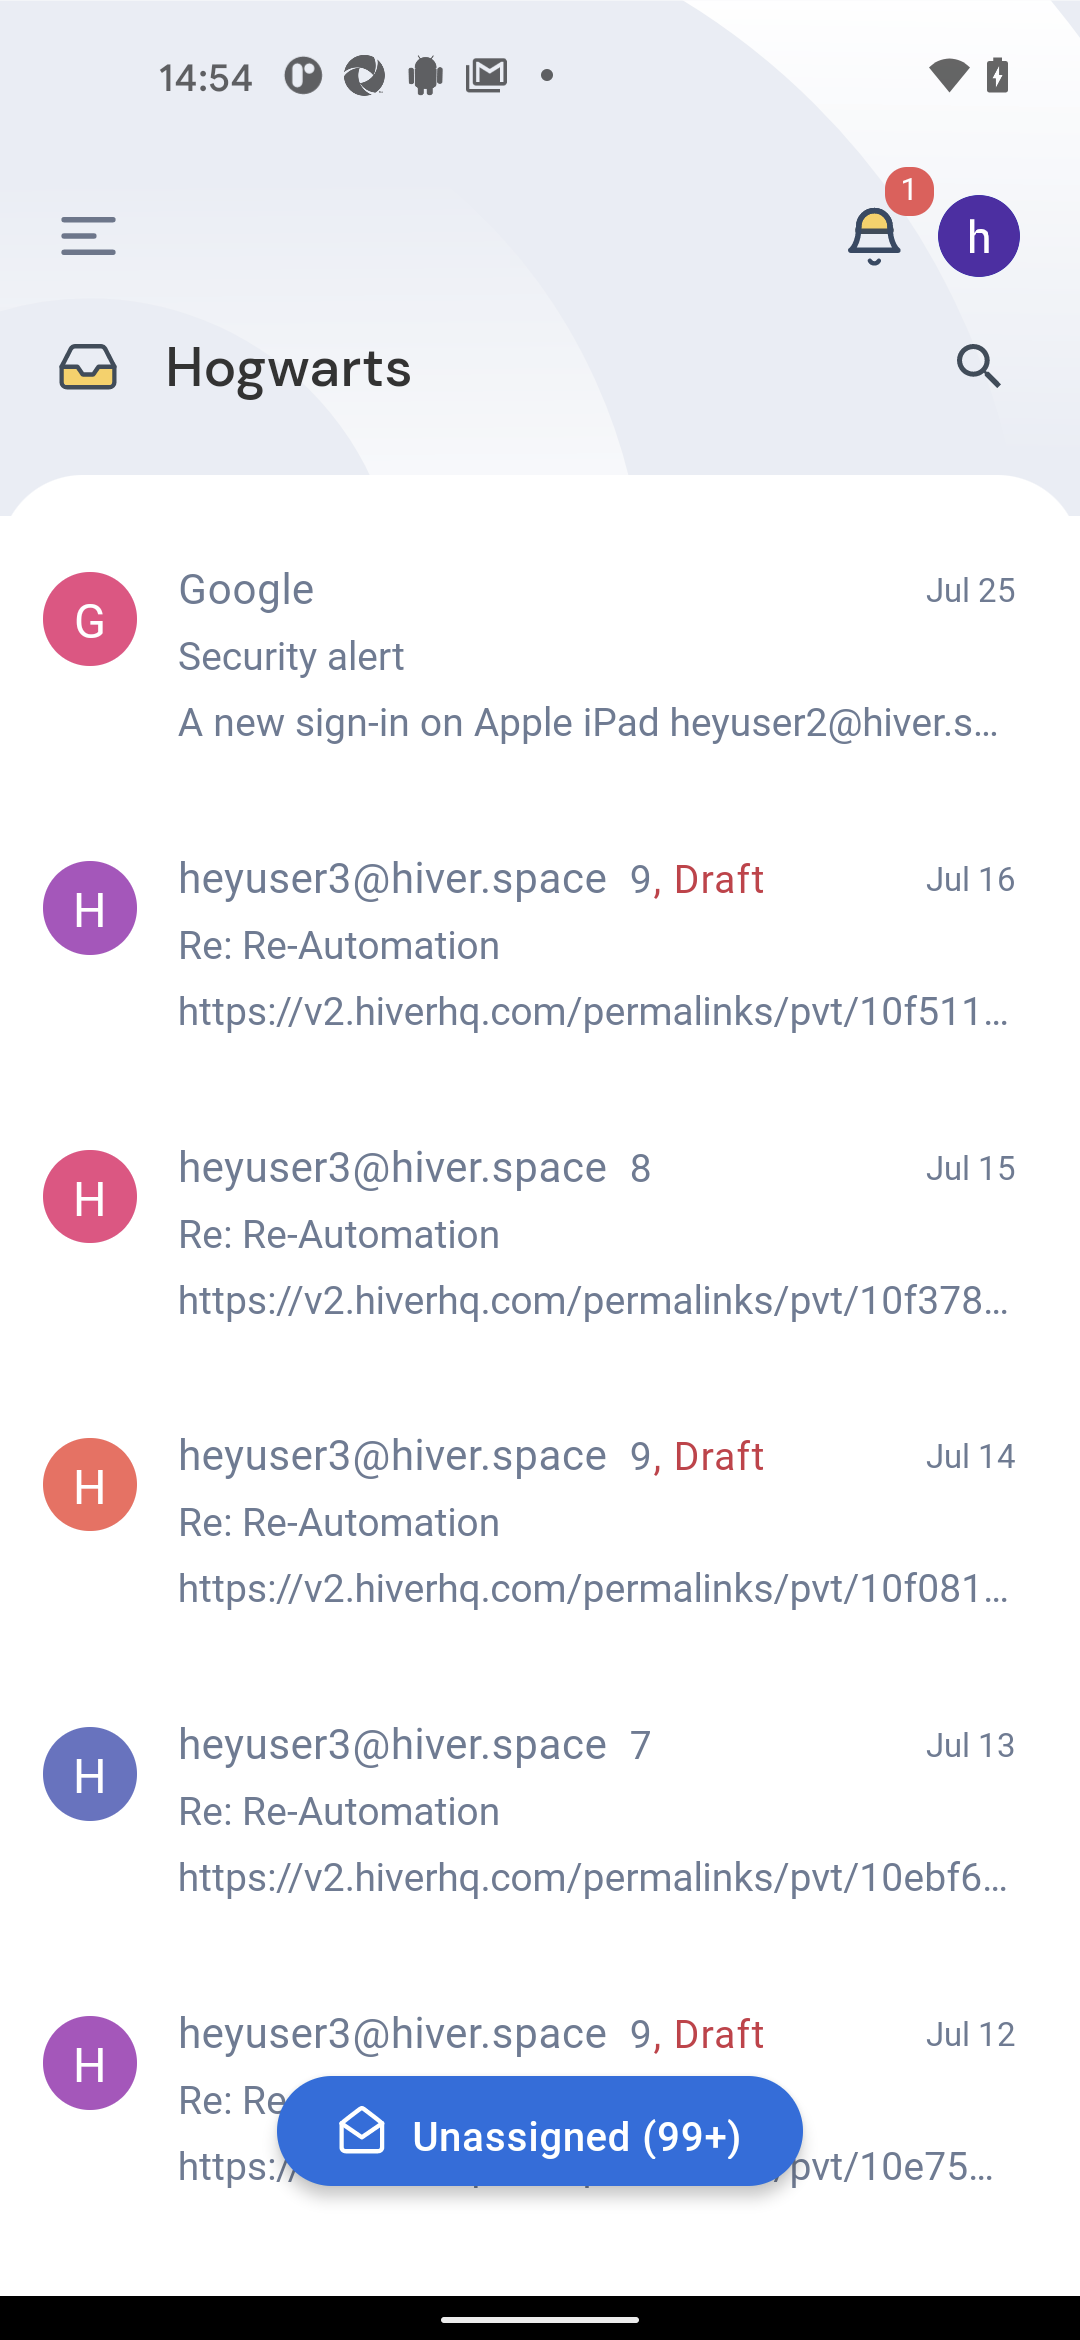 14:54
1
h
Hogwarts
G
Google
Jul 25
Security alert
A new sign-in on Apple iPad heyuser2@hiver.s...
H
heyuser3@hiver.space 9, Draft
Jul 16
Re: Re-Automation
https://v2.hiverhq.com/permalinks/pvt/10f511...
H
heyuser3@hiver.space 8
Jul 15
Re: Re-Automation
https://v2.hiverhq.com/permalinks/pvt/10f378...
H
heyuser3@hiver.space 9, Draft
Jul 14
Re: Re-Automation
https://v2.hiverhq.com/permalinks/pvt/10f081...
H
heyuser3@hiver.space 7
Jul 13
Re: Re-Automation
https://v2.hiverhq.com/permalinks/pvt/10ebf6...
H
heyuser3@hiver.space 9, Draft
Jul 12
Re: Re
Unassigned (99+)
https:/ /pvt/10e75...